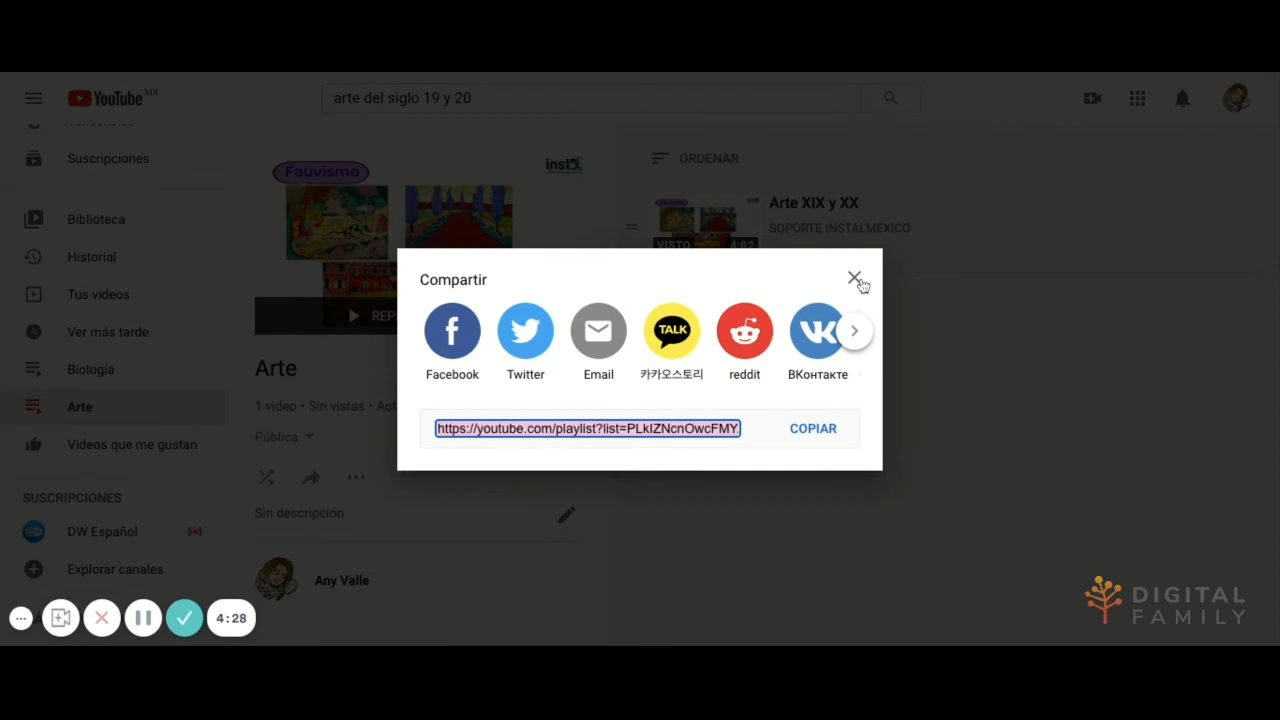 YouTube MX
arte del siglo 19 y 20
Suscripciones
Biblioteca
Historial
Tus videos
Ver más tarde
Biología
Arte
Videos que me gustan
SUSCRIPCIONES
DW Español
Explorar canales
4:28
Fauvismo
Arte
1 video • Sin vistas •
Pública
Sin descripción
Any Valle
ORDENAR
Arte XIX y XX
SOPORTE INSTALMEXICO
VISTO
4:02
Compartir
Facebook
Twitter
Email
TALK
카카오스토리
reddit
ВКонтакте
https://youtube.com/playlist?list=PLkIZNcnOwcFMY
COPIAR
DIGITAL
FAMILY